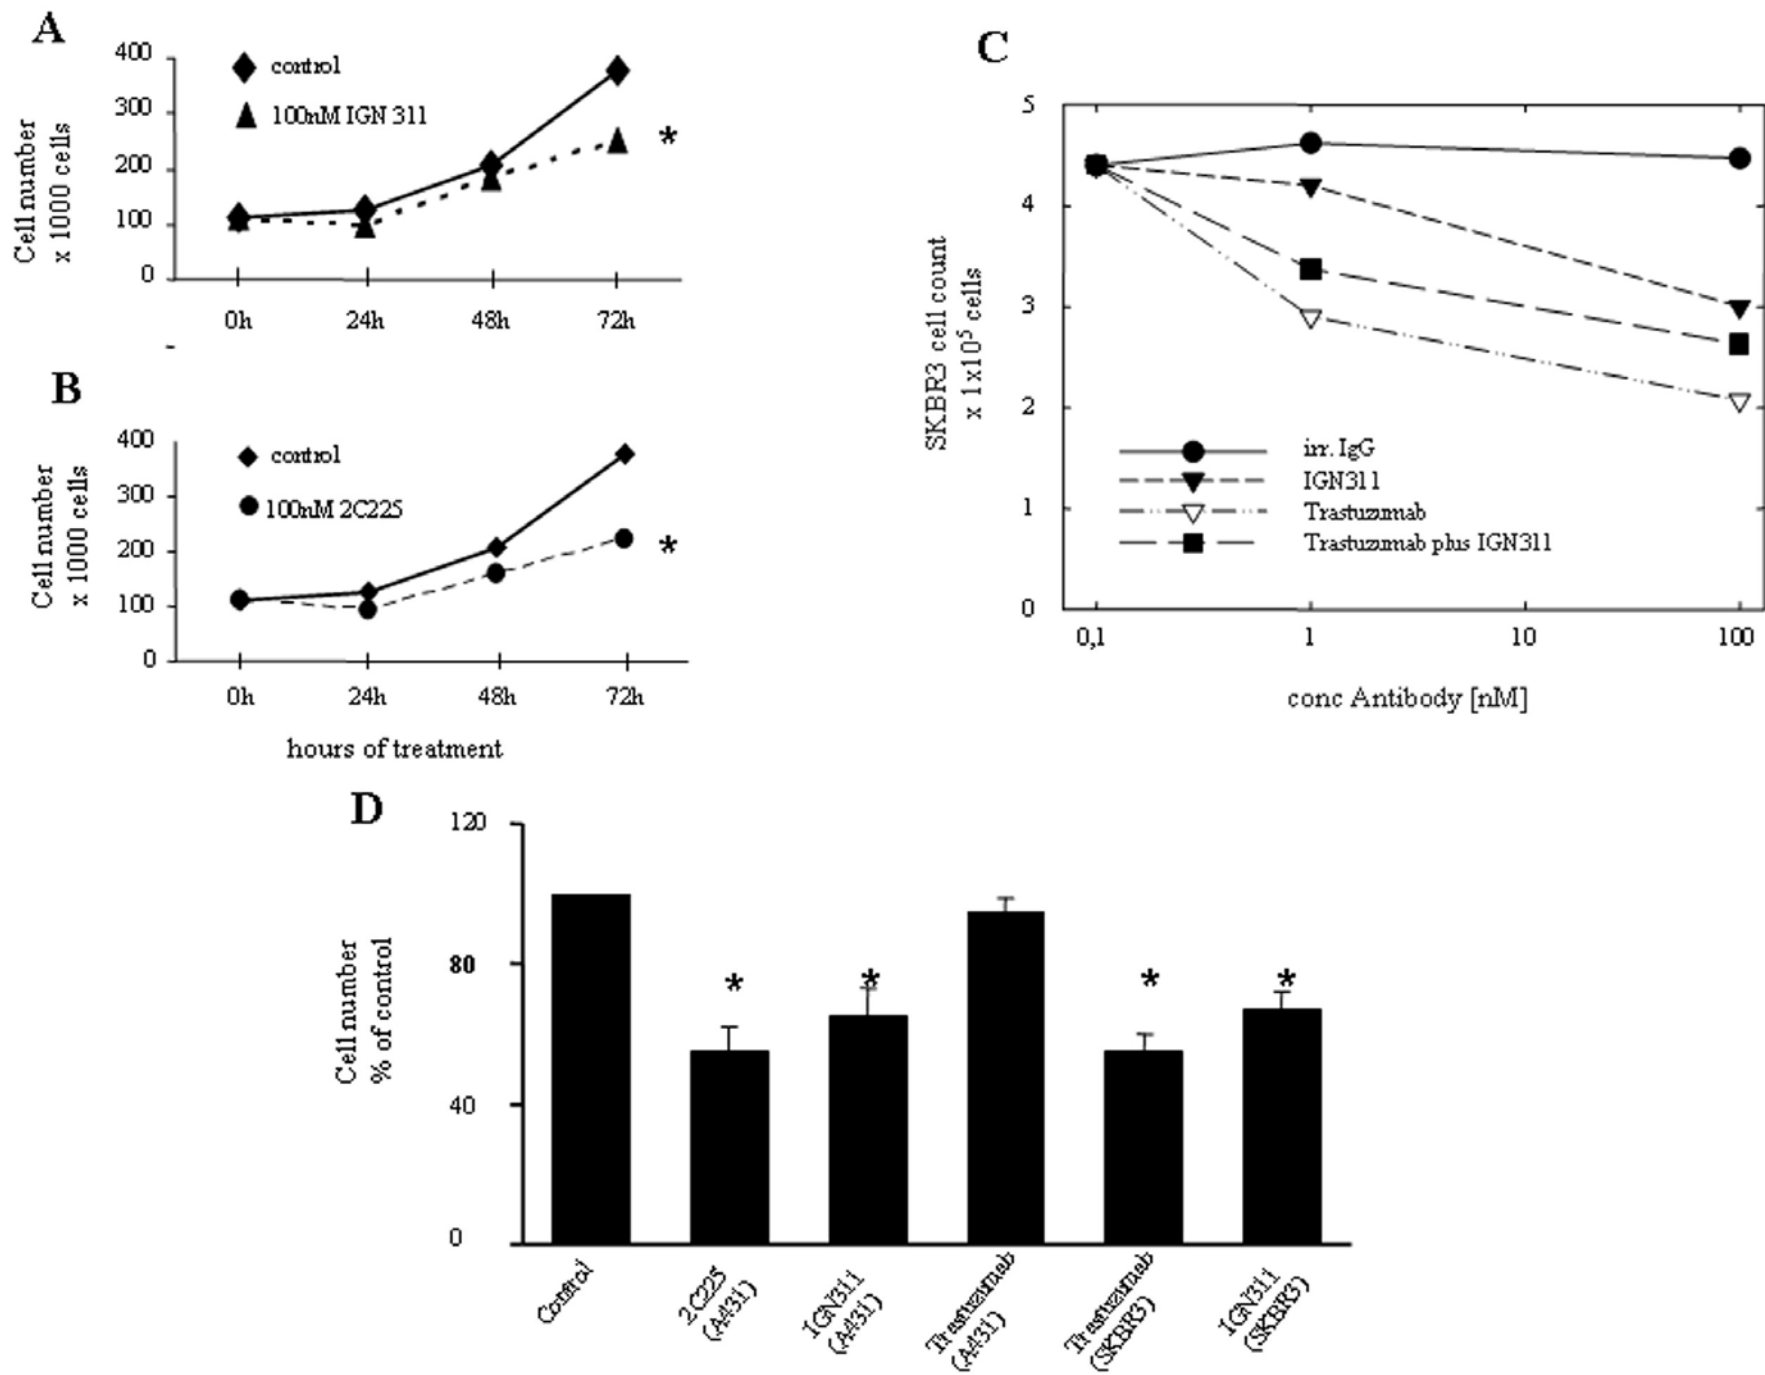 A
400
300
200
100
0
Cell number
x 1000 cells
control
100nM IGN 311
*
0h
24h
48h
72h
B
400
300
200
100
0
Cell number
x 1000 cells
control
100nM 2C225
*
0h
24h
48h
72h
hours of treatment
C
5
4
3
2
1
0
SKBR3 cell count
x 1x10⁵ cells
irr. IgG
IGN311
Trastuzumab
Trastuzumab plus IGN311
0,1
1
10
100
conc Antibody [nM]
D
120
80
40
0
Cell number
% of control
*
*
*
*
Control
2C225
(A431)
IGN311
(A431)
Trastuzumab
(A431)
Trastuzumab
(SKBR3)
IGN311
(SKBR3)